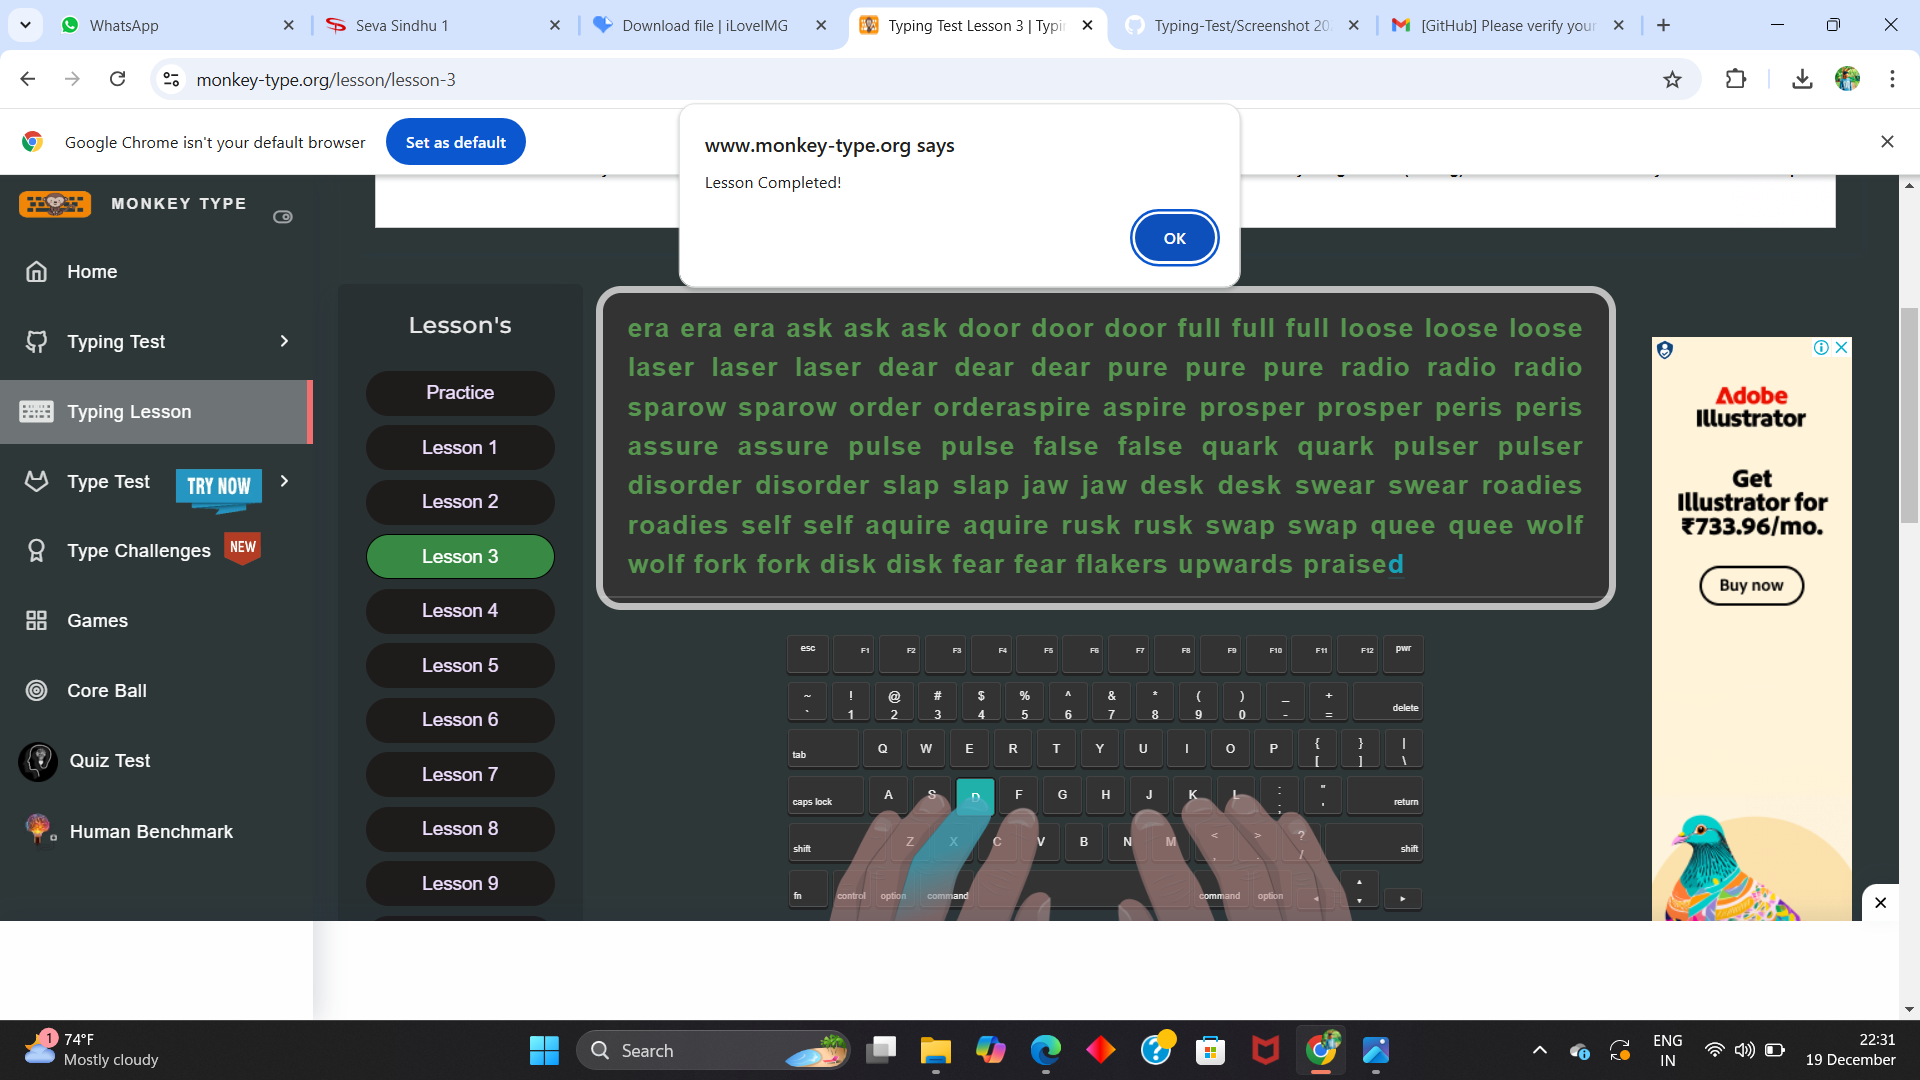 WhatsApp
Seva Sindhu 1
Download file | iLoveIMG
Typing Test Lesson 3 | Typi
Typing-Test/Screenshot 20
[GitHub] Please verify your
monkey-type.org/lesson/lesson-3
Google Chrome isn't your default browser
Set as default
www.monkey-type.org says
Lesson Completed!
OK
MONKEY TYPE
Home
Typing Test
Typing Lesson
Type Test
TRY NOW
Type Challenges
NEW
Games
Core Ball
Quiz Test
Human Benchmark
Lesson's
Practice
Lesson 1
Lesson 2
Lesson 3
Lesson 4
Lesson 5
Lesson 6
Lesson 7
Lesson 8
Lesson 9
era era era ask ask ask door door door full full full loose loose loose
laser laser laser dear dear dear pure pure pure radio radio radio
sparow sparow order orderaspire aspire prosper prosper peris peris
assure assure pulse pulse false false quark quark pulser pulser
disorder disorder slap slap jaw jaw desk desk swear swear roadies
roadies self self aquire aquire rusk rusk swap swap quee quee wolf
wolf fork fork disk disk fear fear flakers upwards praised
esc F1 F2 F3 F4 F5 F6 F7 F8 F9 F10 F11 F12 pwr
~ ! @ # $ % ^ & * ( ) _ +
` 1 2 3 4 5 6 7 8 9 0 - = delete
tab Q W E R T Y U I O P { } |
[ ] \
caps lock A S D F G H J K L : "
; ' return
shift Z X C V B N M < > ?
, . / shift
fn control option command command option
Adobe
Illustrator
Get
Illustrator for
₹733.96/mo.
Buy now
1
74°F
Mostly cloudy
Search
ENG
IN
22:31
19 December